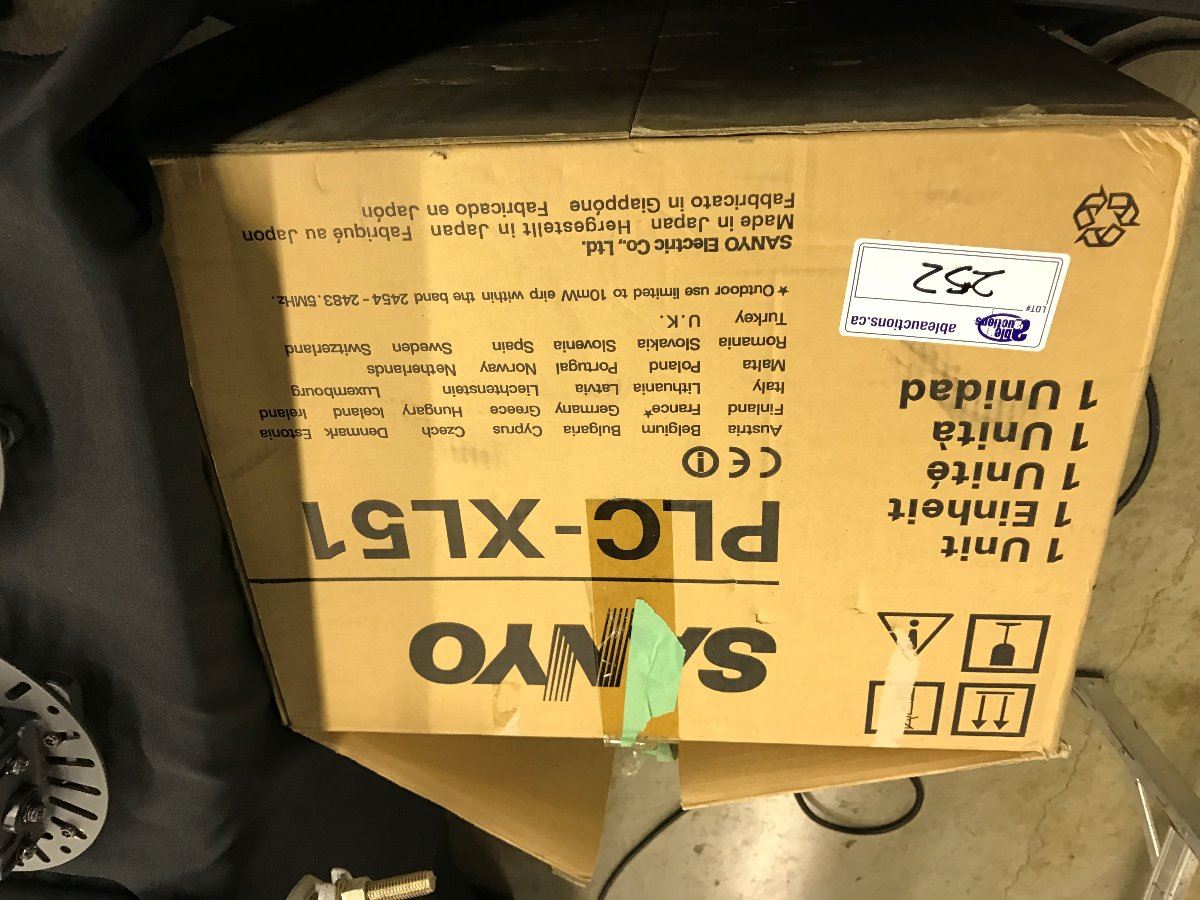 SANYO
PLC-XL51
CE
Austria Belgium Bulgaria Cyprus Czech Denmark Estonia
Finland France* Germany Greece Hungary Iceland Ireland
Italy Lithuania Latvia Liechtenstein Luxembourg
Malta Poland Portugal Norway Netherlands
Romania Slovakia Slovenia Spain Sweden Switzerland
Turkey U.K.
★ Outdoor use limited to 10mW eirp within the band 2454-2483.5MHz.
SANYO Electric Co., Ltd.
Made in Japan Hergestellt in Japan Fabriqué au Japon
Fabbricato in Giappóne Fabricado en Japón
1 Unit
1 Einheit
1 Unité
1 Unità
1 Unidad
able Auctions
ableauctions.ca
LOT#
252